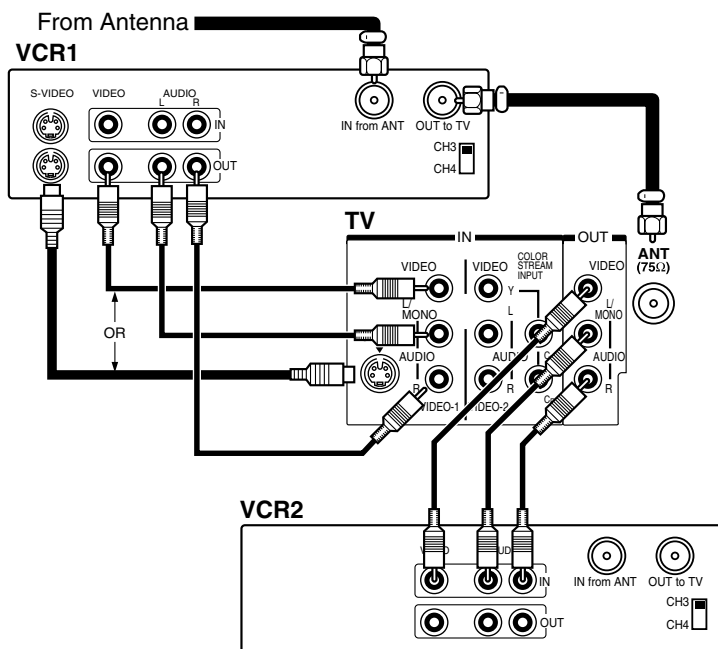 From Antenna
VCR1
S-VIDEO
VIDEO
AUDIO
L
R
IN
OUT
IN from ANT
OUT to TV
CH3
CH4
TV
IN
OUT
ANT
(75Ω)
VIDEO
VIDEO
COLOR
STREAM
INPUT
VIDEO
Y
L/
MONO
L
L/
MONO
OR
AUDIO
AUDIO
R
R
R
VIDEO-1
VIDEO-2
VCR2
IN
OUT
IN from ANT
OUT to TV
CH3
CH4